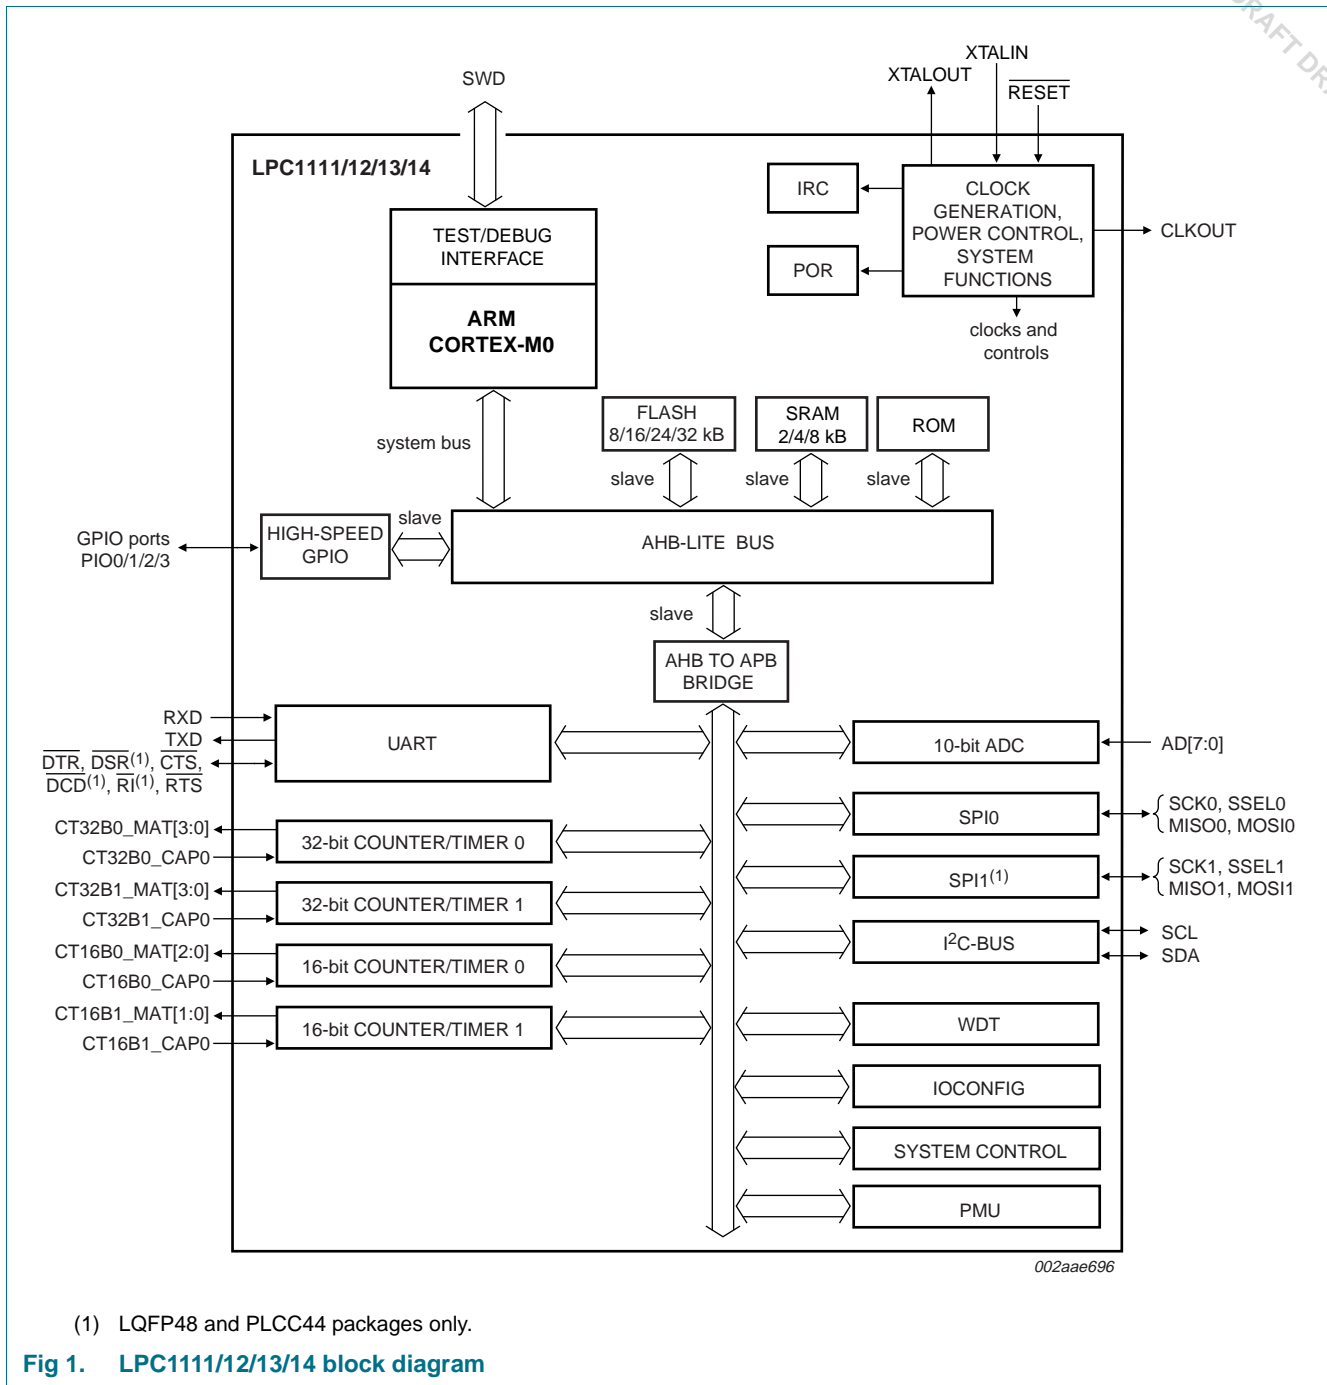 DRAFT DR
XTALIN
XTALOUT
RESET
SWD
LPC1111/12/13/14
IRC
CLOCK
GENERATION,
POWER CONTROL,
SYSTEM
FUNCTIONS
CLKOUT
POR
TEST/DEBUG
INTERFACE
ARM
CORTEX-M0
clocks and
controls
FLASH
8/16/24/32 kB
SRAM
2/4/8 kB
ROM
system bus
slave
slave
slave
slave
GPIO ports
PIO0/1/2/3
HIGH-SPEED
GPIO
AHB-LITE BUS
slave
AHB TO APB
BRIDGE
RXD
TXD
DTR, DSR(1), CTS,
DCD(1), RI(1), RTS
UART
10-bit ADC
AD[7:0]
SPI0
SCK0, SSEL0
MISO0, MOSI0
CT32B0_MAT[3:0]
CT32B0_CAP0
32-bit COUNTER/TIMER 0
SPI1(1)
SCK1, SSEL1
MISO1, MOSI1
CT32B1_MAT[3:0]
CT32B1_CAP0
32-bit COUNTER/TIMER 1
I2C-BUS
SCL
SDA
CT16B0_MAT[2:0]
CT16B0_CAP0
16-bit COUNTER/TIMER 0
CT16B1_MAT[1:0]
CT16B1_CAP0
16-bit COUNTER/TIMER 1
WDT
IOCONFIG
SYSTEM CONTROL
PMU
002aae696
(1) LQFP48 and PLCC44 packages only.
Fig 1. LPC1111/12/13/14 block diagram